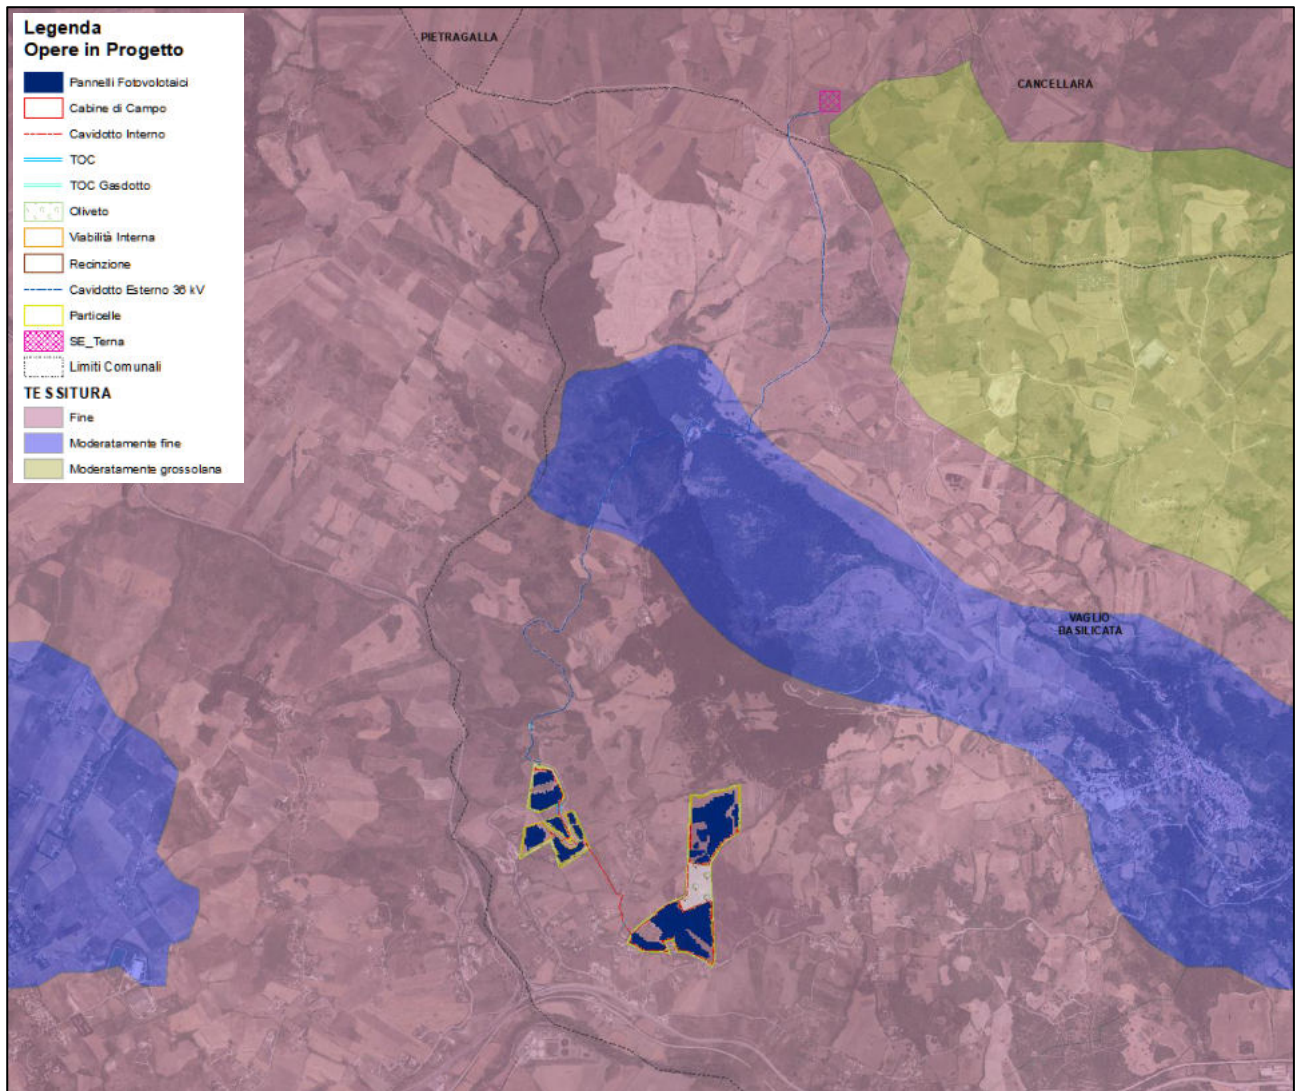 Legenda
Opere in Progetto
Pannelli Fotovolotaici
Cabine di Campo
Cavidotto Interno
TOC
TOC Gasdotto
Oliveto
Viabilità Interna
Recinzione
Cavidotto Esterno 36 kV
Particelle
SE_Terna
Limiti Comunali
TESSITURA
Fine
Moderatamente fine
Moderatamente grossolana
PIETRAGALLA
CANCELLARA
VAGLIO
BASILICATA